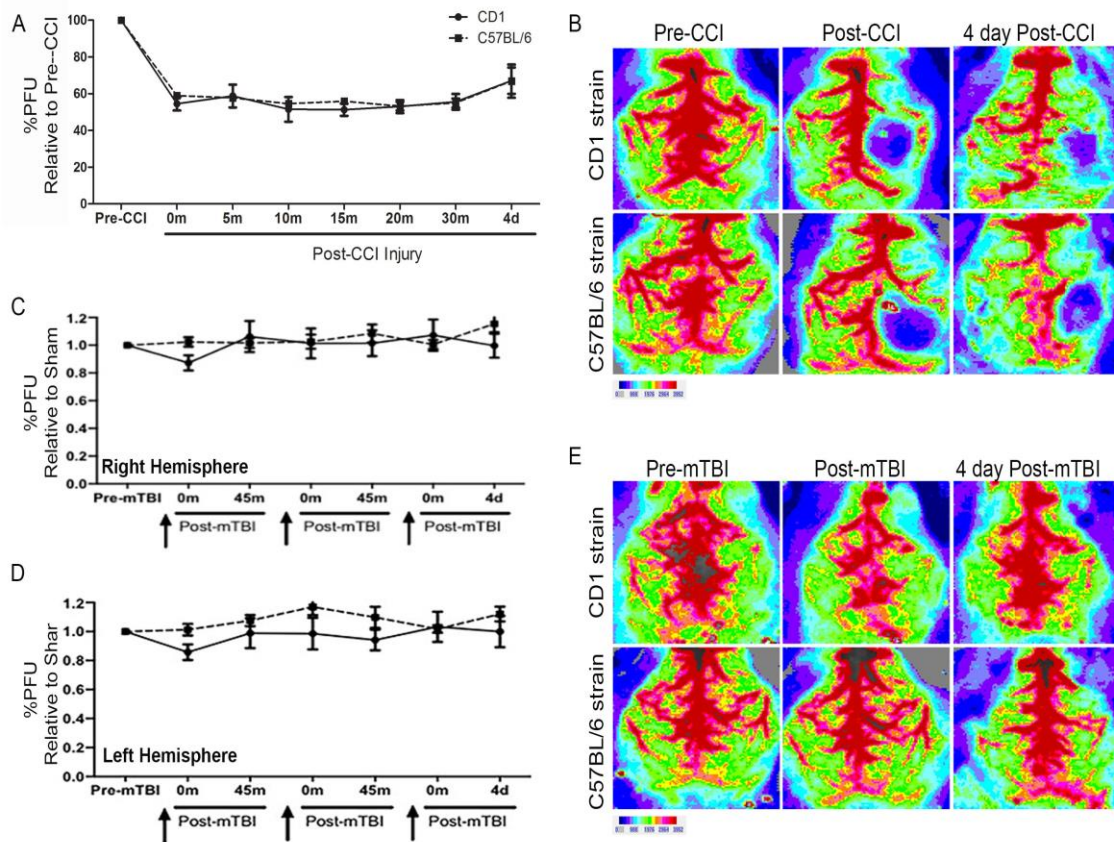 A
%PFU
Relative to Pre--CCI
100
80
60
40
20
0
CD1
C57BL/6
Pre-CCI 0m 5m 10m 15m 20m 30m 4d
Post-CCI Injury
B
Pre-CCI Post-CCI 4 day Post-CCI
CD1 strain
C57BL/6 strain
C
%PFU
Relative to Sham
1.2
1.0
0.8
0.6
0.4
0.2
0.0
Right Hemisphere
Pre-mTBI 0m 45m 0m 45m 0m 4d
Post-mTBI Post-mTBI Post-mTBI
D
%PFU
Relative to Shar
1.2
1.0
0.8
0.6
0.4
0.2
0.0
Left Hemisphere
Pre-mTBI 0m 45m 0m 45m 0m 4d
Post-mTBI Post-mTBI Post-mTBI
E
Pre-mTBI Post-mTBI 4 day Post-mTBI
CD1 strain
C57BL/6 strain